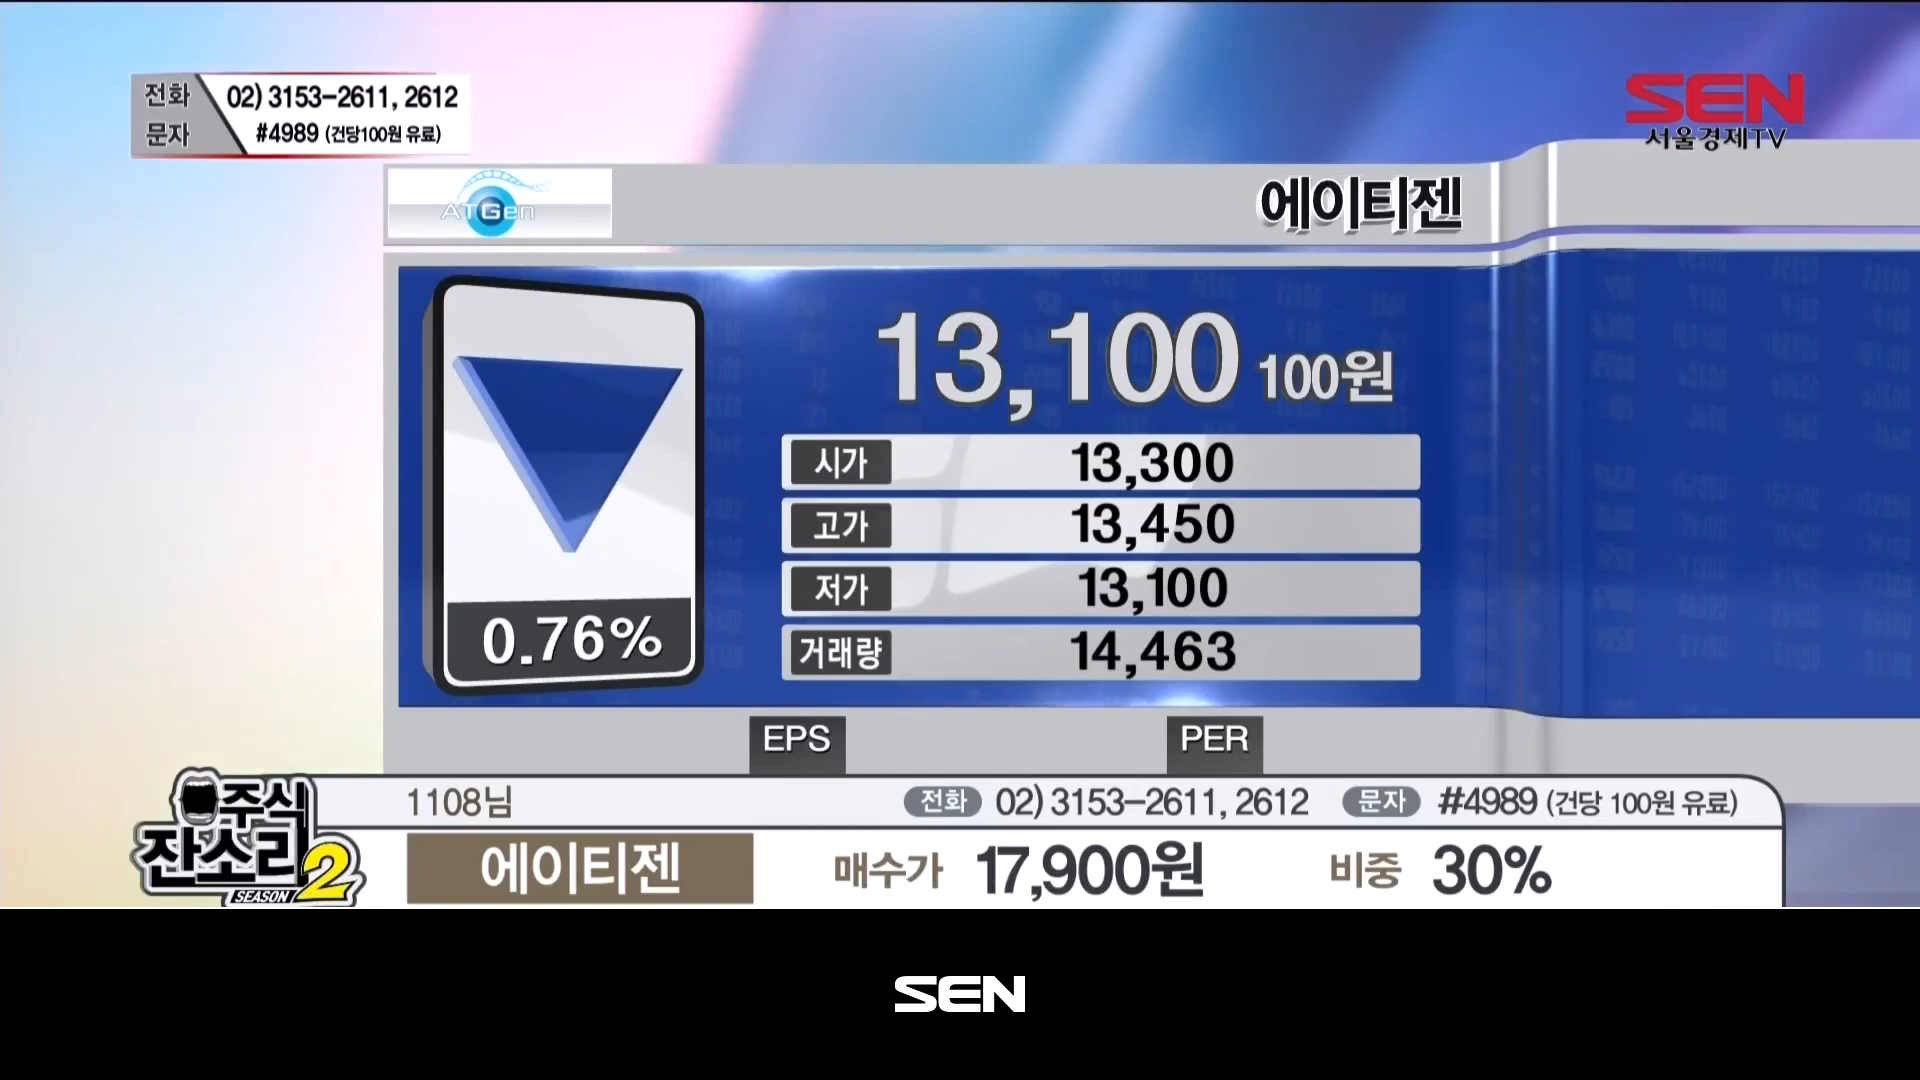 전화 02) 3153-2611, 2612
문자 #4989 (건당100원 유료)
SEN
서울경제TV
ATGen
에이티젠
13,100 100원
시가 13,300
고가 13,450
저가 13,100
거래량 14,463
0.76%
EPS PER
주식
잔소리2
SEASON
1108님 전화 02) 3153-2611, 2612 문자 #4989 (건당 100원 유료)
에이티젠 매수가 17,900원 비중 30%
SEN